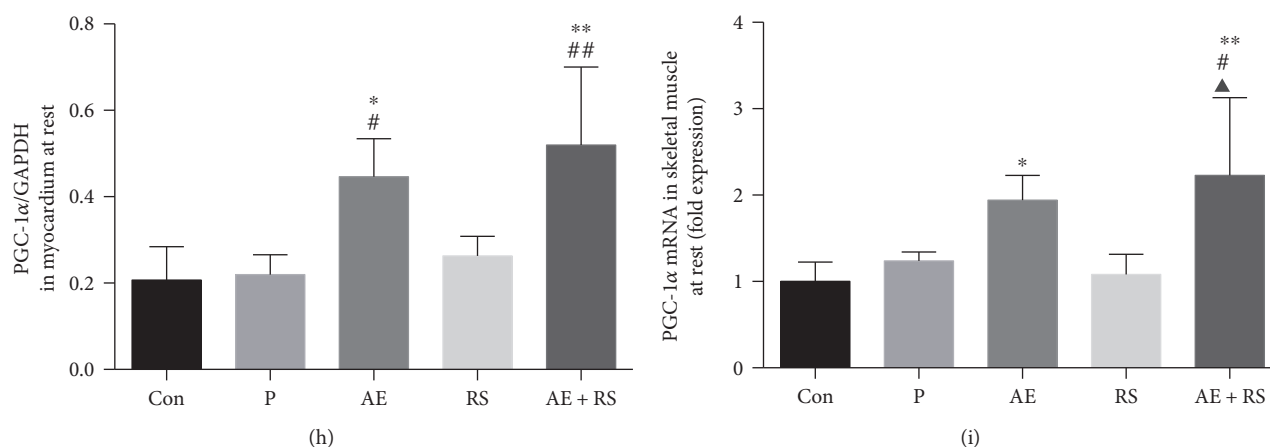 0.8
0.6
0.4
0.2
0.0
PGC-1α/GAPDH
in myocardium at rest
*
#
**
##
Con
P
AE
RS
AE + RS
(h)
4
3
2
1
0
PGC-1α mRNA in skeletal muscle
at rest (fold expression)
*
**
#
▲
Con
P
AE
RS
AE + RS
(i)